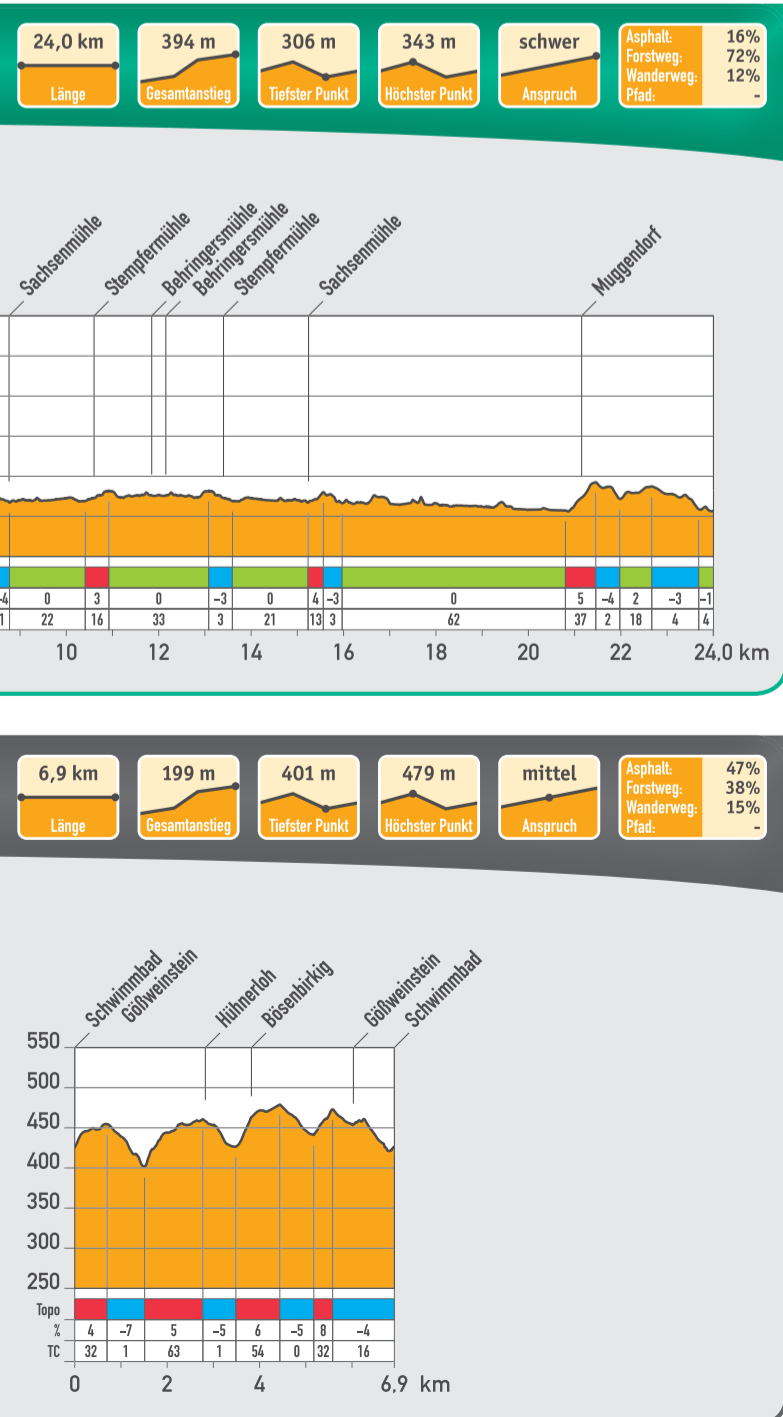 24,0 km
Länge
394 m
Gesamtanstieg
306 m
Tiefster Punkt
343 m
Höchster Punkt
schwer
Anspruch
Asphalt: 16%
Forstweg: 72%
Wanderweg: 12%
Pfad: -
Sachsenmühle
Stempfermühle
Behringersmühle
Behringersmühle
Stempfermühle
Sachsenmühle
Muggendorf
-4 0 3 0 -3 0 4 -3 0 5 -4 2 -3 -1
1 22 16 33 3 21 13 3 62 37 2 18 4 4
10 12 14 16 18 20 22 24,0 km
6,9 km
Länge
199 m
Gesamtanstieg
401 m
Tiefster Punkt
479 m
Höchster Punkt
mittel
Anspruch
Asphalt: 47%
Forstweg: 38%
Wanderweg: 15%
Pfad: -
Schwimmbad
Gößweinstein
Hühnerloh
Bösenbirkig
Gößweinstein
Schwimmbad
550
500
450
400
350
300
250
Topo
% 4 -7 5 -5 6 -5 8 -4
TC 32 1 63 1 54 0 32 16
0 2 4 6,9 km